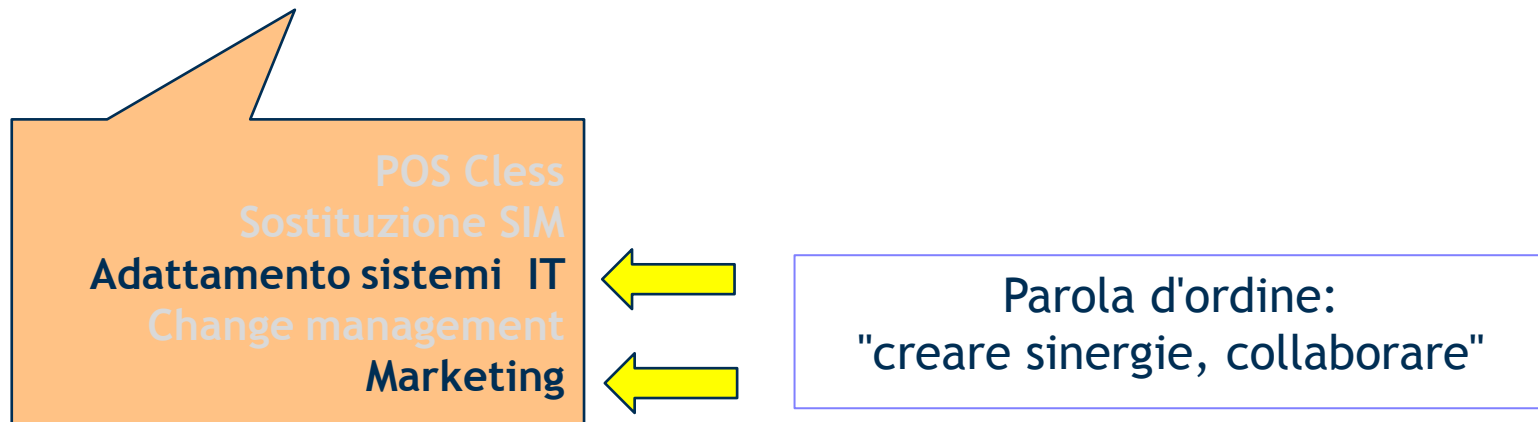 POS Cless
Sostituzione SIM
Adattamento sistemi  IT
Change management
Marketing
Parola d'ordine:
"creare sinergie, collaborare"